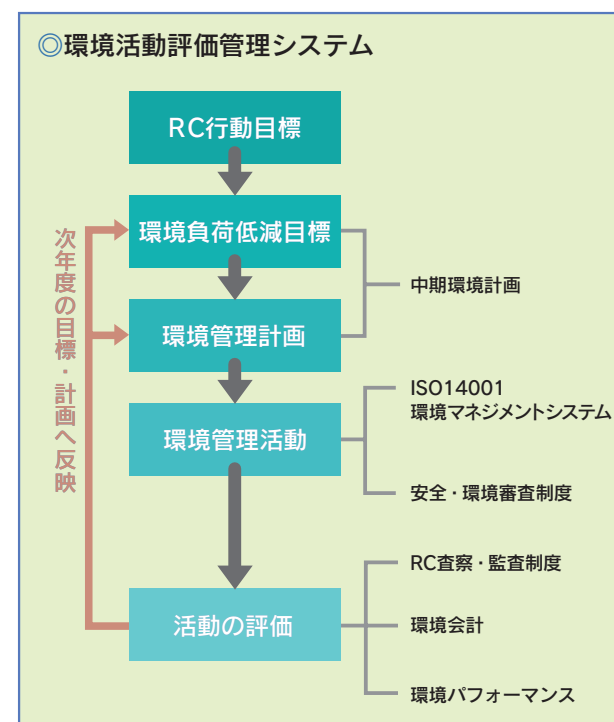 ◎環境活動評価管理システム
RC行動目標
環境負荷低減目標
環境管理計画
環境管理活動
活動の評価
次年度の目標・計画へ反映
中期環境計画
ISO14001
環境マネジメントシステム
安全・環境審査制度
RC査察・監査制度
環境会計
環境パフォーマンス